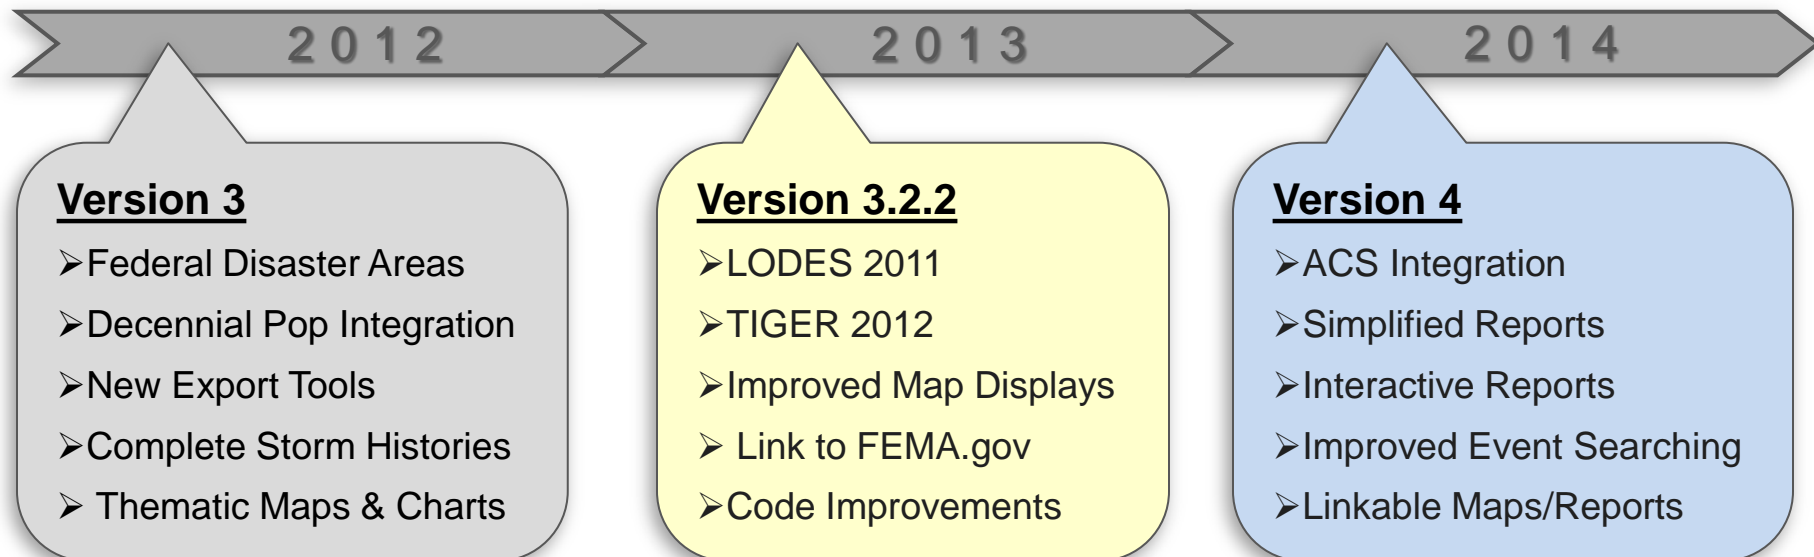 2012
2013
2014
Version 3
➢Federal Disaster Areas
➢Decennial Pop Integration
➢New Export Tools
➢Complete Storm Histories
➢ Thematic Maps & Charts
Version 3.2.2
➢LODES 2011
➢TIGER 2012
➢Improved Map Displays
➢ Link to FEMA.gov
➢Code Improvements
Version 4
➢ACS Integration
➢Simplified Reports
➢Interactive Reports
➢Improved Event Searching
➢Linkable Maps/Reports